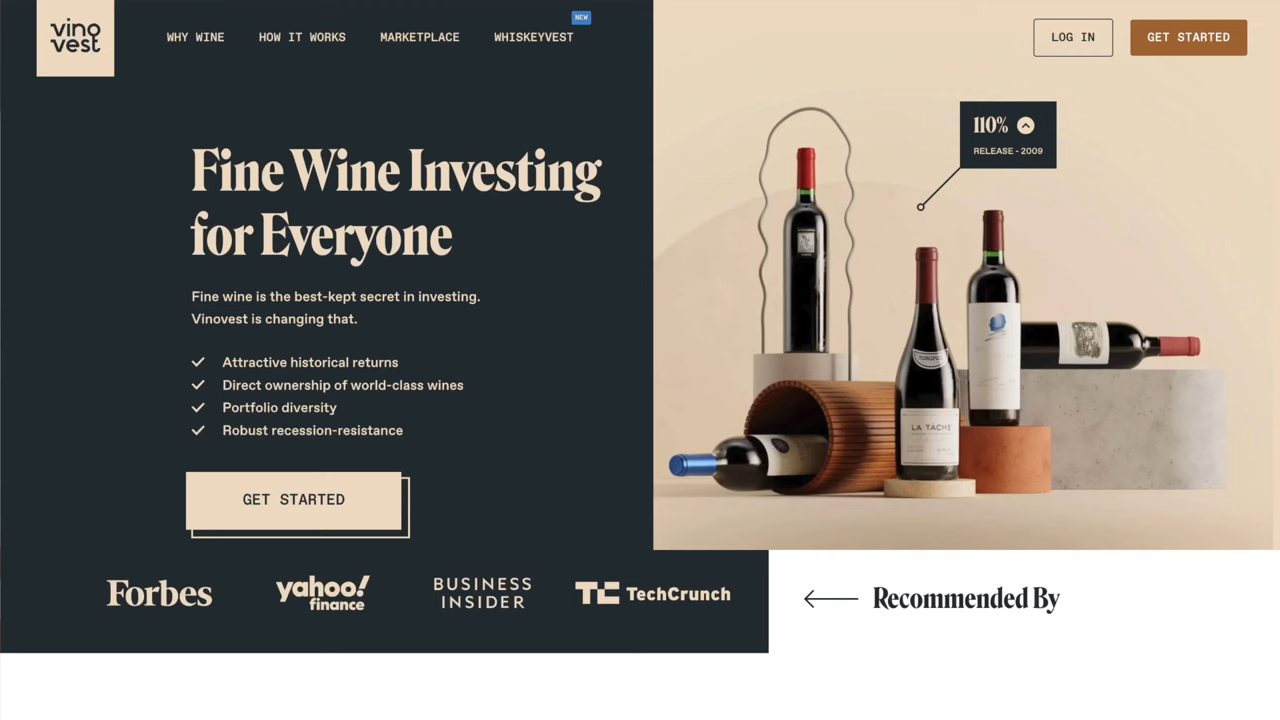 vino
vest
WHY WINE
HOW IT WORKS
MARKETPLACE
WHISKEYVEST
NEW
LOG IN
GET STARTED
Fine Wine Investing
for Everyone
Fine wine is the best-kept secret in investing.
Vinovest is changing that.
Attractive historical returns
Direct ownership of world-class wines
Portfolio diversity
Robust recession-resistance
GET STARTED
110%
RELEASE - 2009
MONOPOLE
LA TÂCHE
Forbes
yahoo!
finance
BUSINESS
INSIDER
TechCrunch
Recommended By